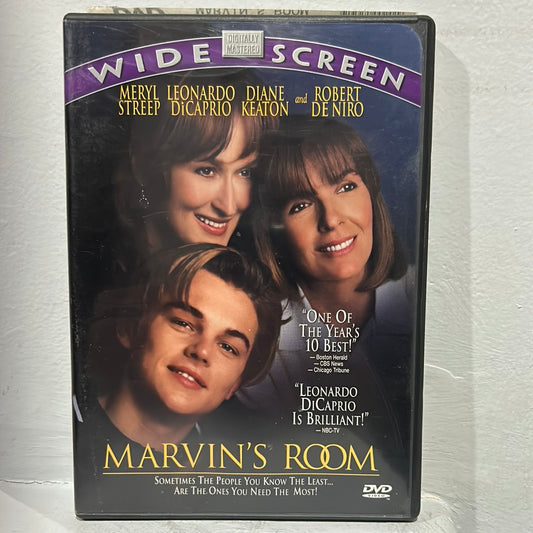 MARVIN'S ROOM
DIGITALLY
MASTERED
WIDE SCREEN
MERYL STREEP LEONARDO DiCAPRIO DIANE KEATON and ROBERT DE NIRO
"ONE OF
THE YEAR'S
10 BEST!"
— Boston Herald
— CBS News
— Chicago Tribune
"LEONARDO
DICAPRIO
IS BRILLIANT!"
— NBC-TV
MARVIN'S ROOM
SOMETIMES THE PEOPLE YOU KNOW THE LEAST...
ARE THE ONES YOU NEED THE MOST!
DVD
VIDEO